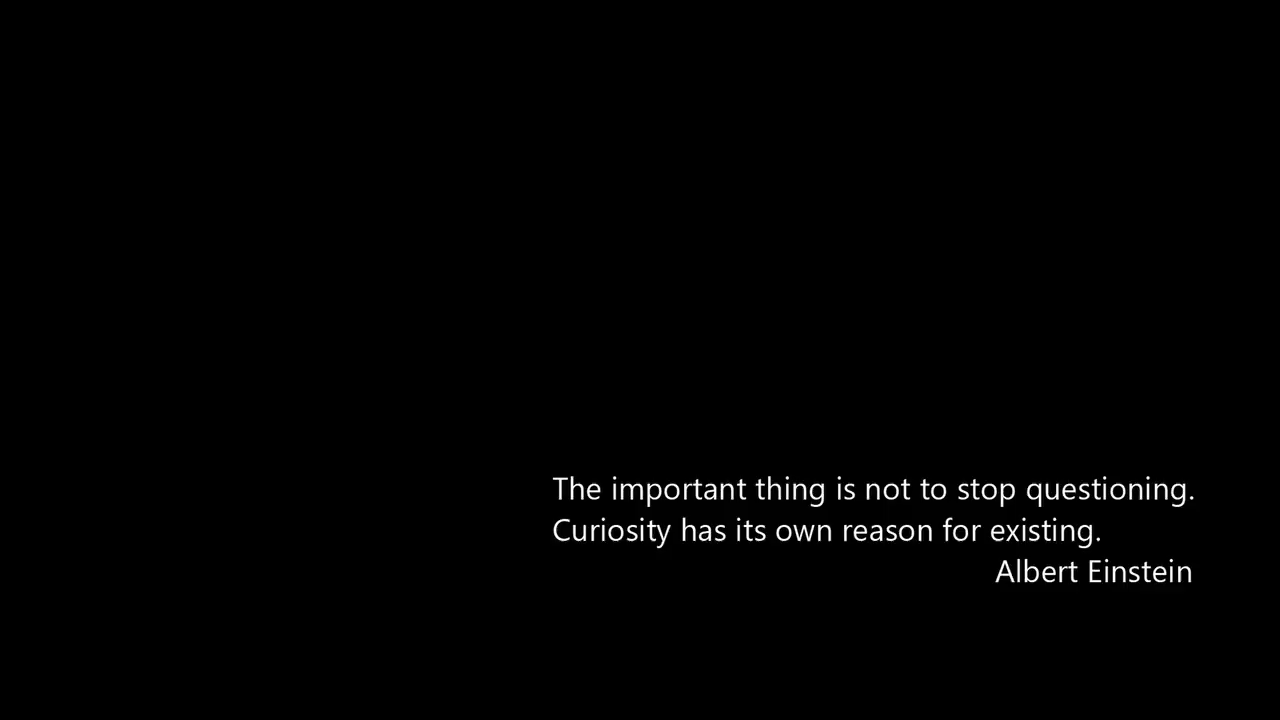 The important thing is not to stop questioning.
Curiosity has its own reason for existing.
Albert Einstein